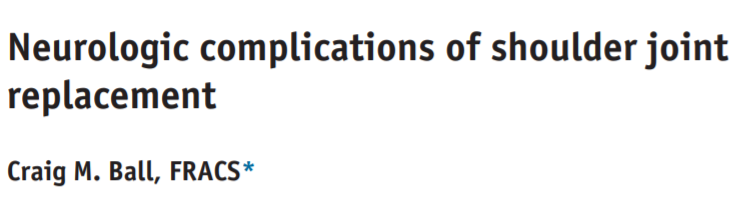 Neurologic complications of shoulder joint
replacement
Craig M. Ball, FRACS*